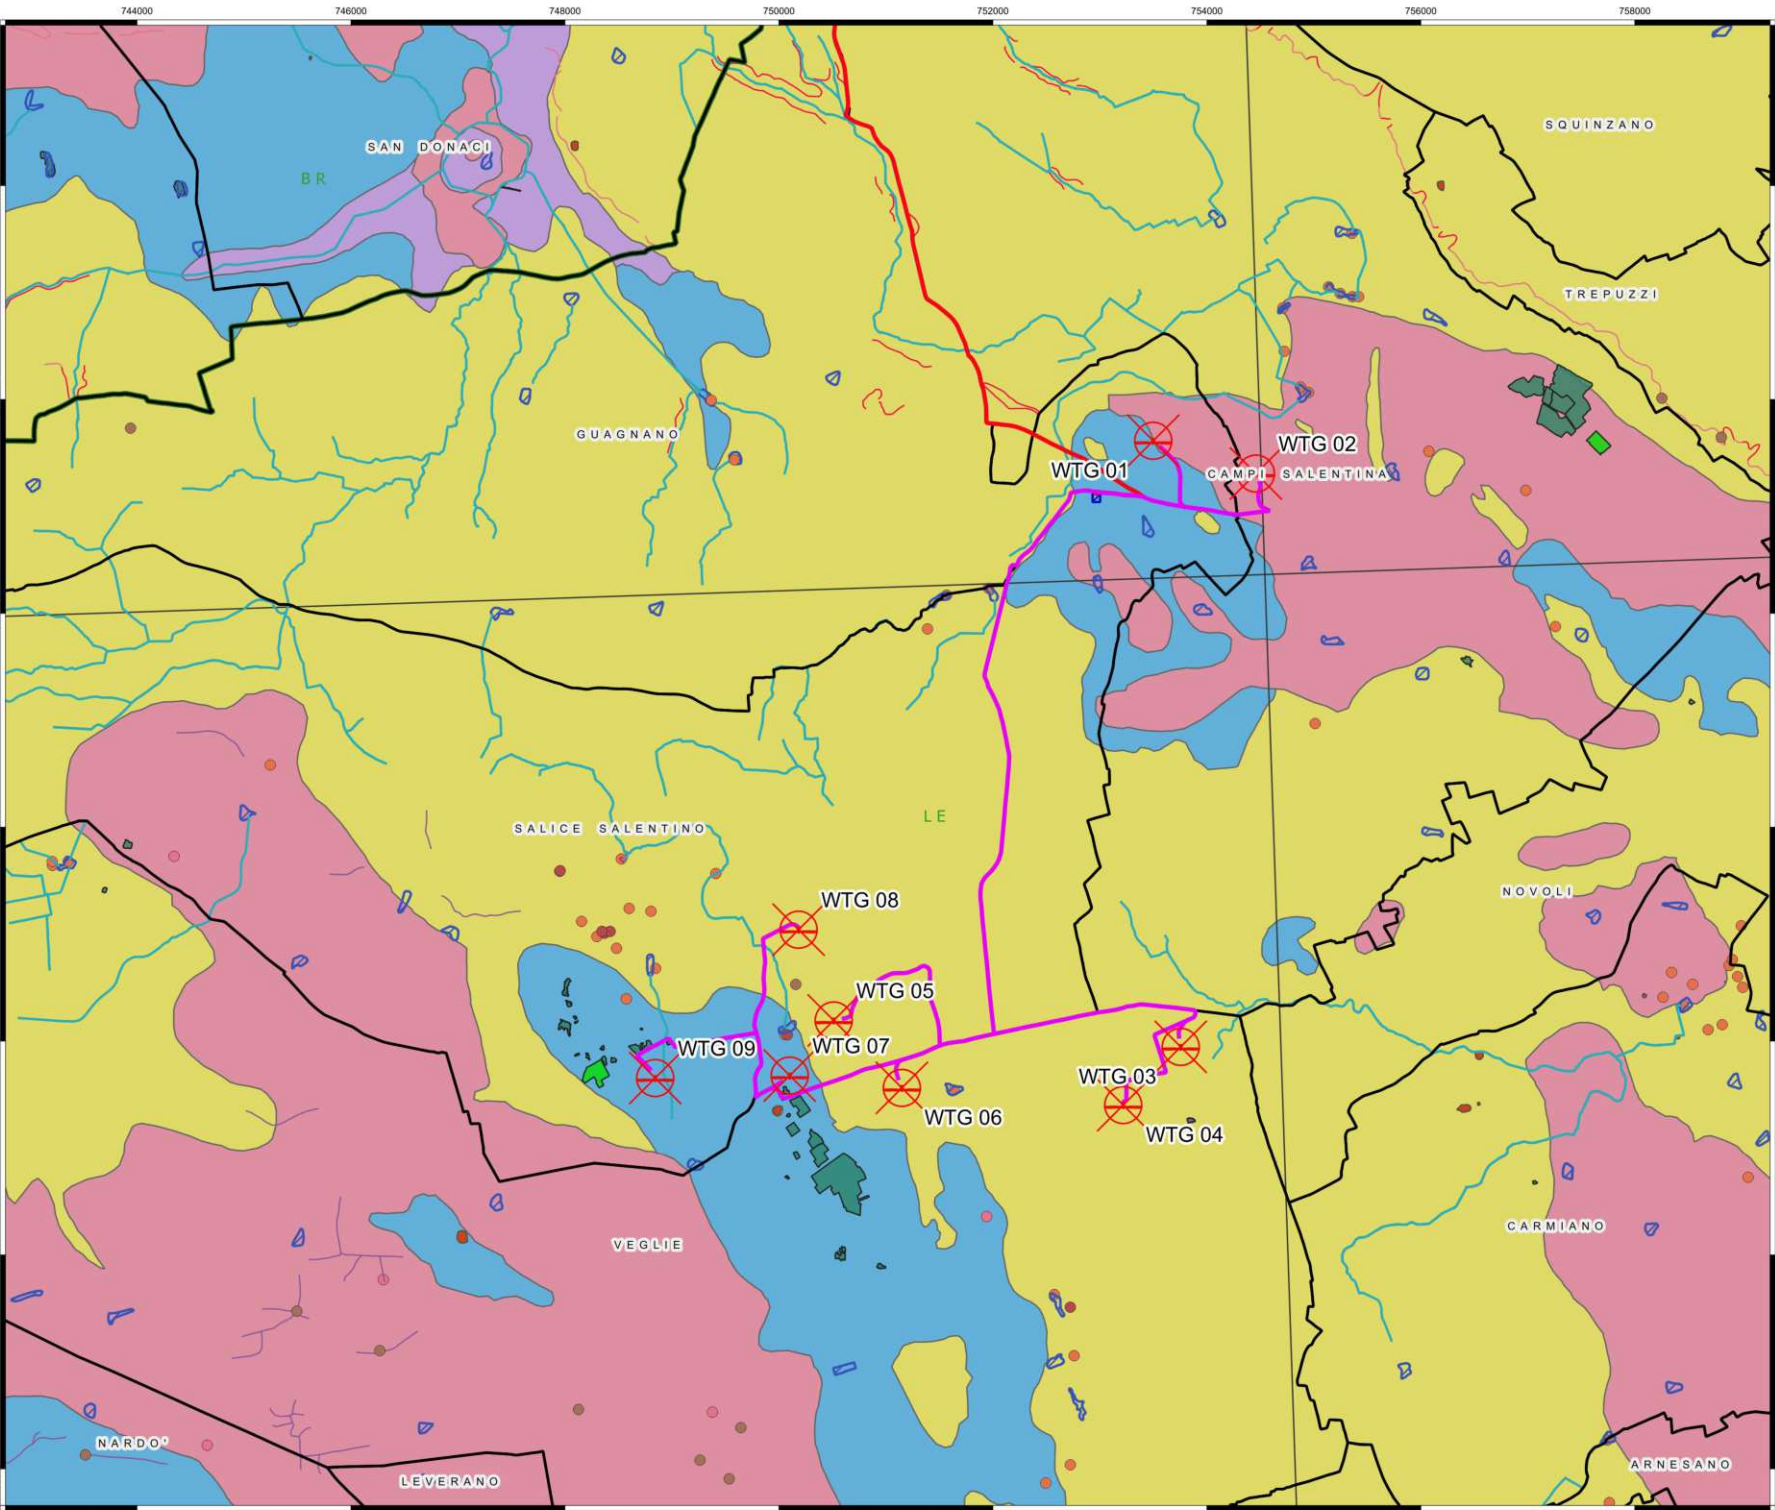 744000 746000 748000 750000 752000 754000 756000 758000
SQUINZANO
SAN DONACI
BR
TREPUZZI
GUAGNANO
WTG 02
WTG 01
CAMPI SALENTINA
LE
SALICE SALENTINO
NOVOLI
WTG 08
WTG 05
WTG 07
WTG 09
WTG 03
WTG 06
WTG 04
CARMIANO
VEGLIE
NARDO'
ARNESANO
LEVERANO